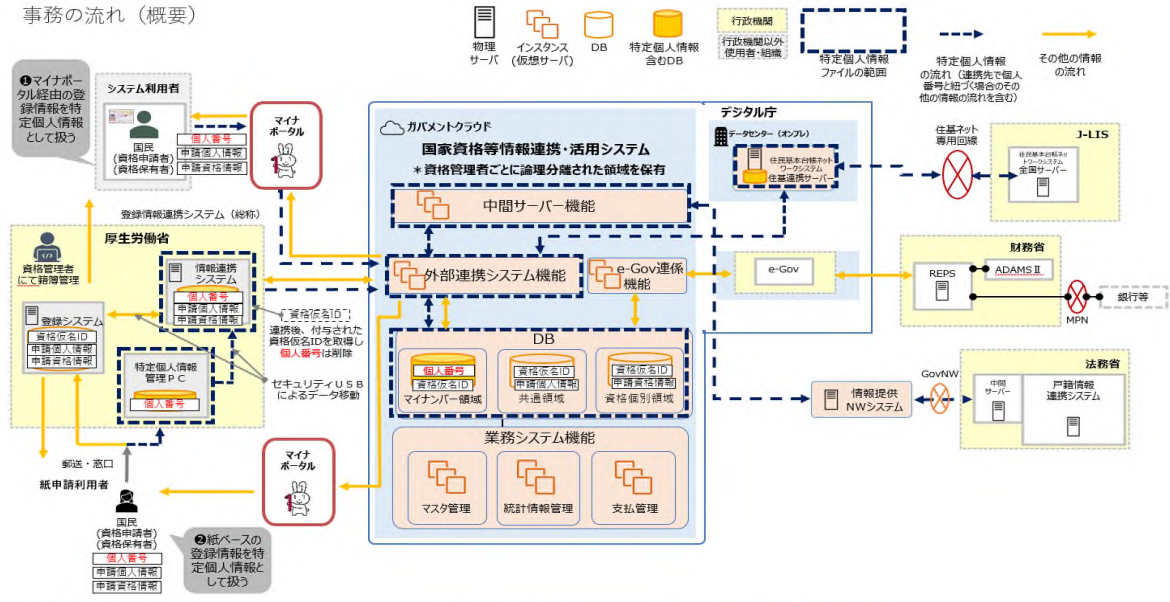 事務の流れ（概要）
物理
サーバ
インスタンス
(仮想サーバ)
DB
特定個人情報
含むDB
行政機関
行政機関以外
使用者・組織
特定個人情報
ファイルの範囲
特定個人情報
の流れ（連携先で個人
番号と紐づく場合のその
他の情報の流れを含む）
その他の情報
の流れ
❶マイナポー
タル経由の登
録情報を特
定個人情報
として扱う
システム利用者
国民
(資格申請者)
(資格保有者)
個人番号
申請個人情報
申請資格情報
マイナ
ポータル
登録情報連携システム（総称）
厚生労働省
資格管理者
にて籍簿管理
情報連携
システム
個人番号
申請個人情報
申請資格情報
登録システム
資格仮名ID
申請個人情報
申請資格情報
特定個人情報
管理PC
個人番号
資格仮名ID
連携後、付与された
資格仮名IDを取得し
個人番号は削除
セキュリティUSB
によるデータ移動
郵送・窓口
紙申請利用者
国民
(資格申請者)
(資格保有者)
個人番号
申請個人情報
申請資格情報
❷紙ベースの
登録情報を特
定個人情報と
して扱う
マイナ
ポータル
ガバメントクラウド
国家資格等情報連携・活用システム
＊資格管理者ごとに論理分離された領域を保有
中間サーバー機能
外部連携システム機能
e-Gov連係
機能
DB
個人番号
資格仮名ID
マイナンバー領域
資格仮名ID
申請個人情報
共通領域
資格仮名ID
申請資格情報
資格個別領域
業務システム機能
マスタ管理
統計情報管理
支払管理
デジタル庁
データセンター（オンプレ）
住民基本台帳ネット
ワークシステム
住基連携サーバー
e-Gov
住基ネット
専用回線
J-LIS
住民基本台帳ネッ
トワークシステム
全国サーバー
財務省
REPS
ADAMSⅡ
MPN
銀行等
法務省
GovNW
情報提供
NWシステム
中間
サーバー
戸籍情報
連携システム